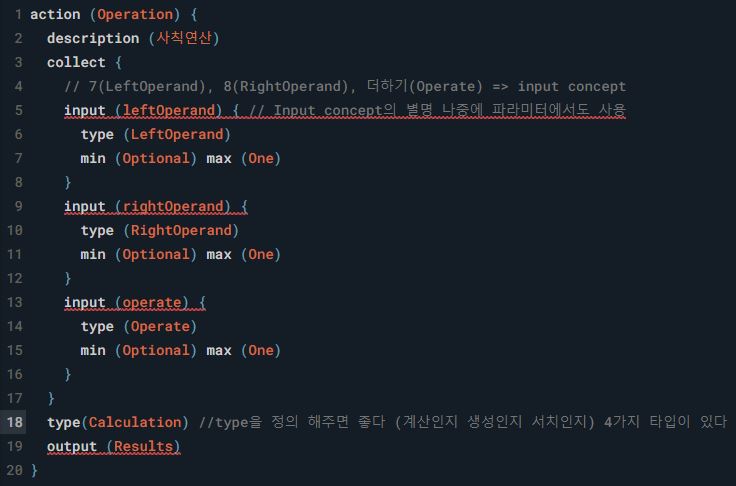 1 action (Operation) {
2   description (사칙연산)
3   collect {
4     // 7(LeftOperand), 8(RightOperand), 더하기(Operate) => input concept
5     input (leftOperand) { // Input concept의 별명 나중에 파라미터에서도 사용
6       type (LeftOperand)
7       min (Optional) max (One)
8     }
9     input (rightOperand) {
10       type (RightOperand)
11       min (Optional) max (One)
12     }
13     input (operate) {
14       type (Operate)
15       min (Optional) max (One)
16     }
17   }
18   type(Calculation) //type을 정의 해주면 좋다 (계산인지 생성인지 서치인지) 4가지 타입이 있다
19   output (Results)
20 }